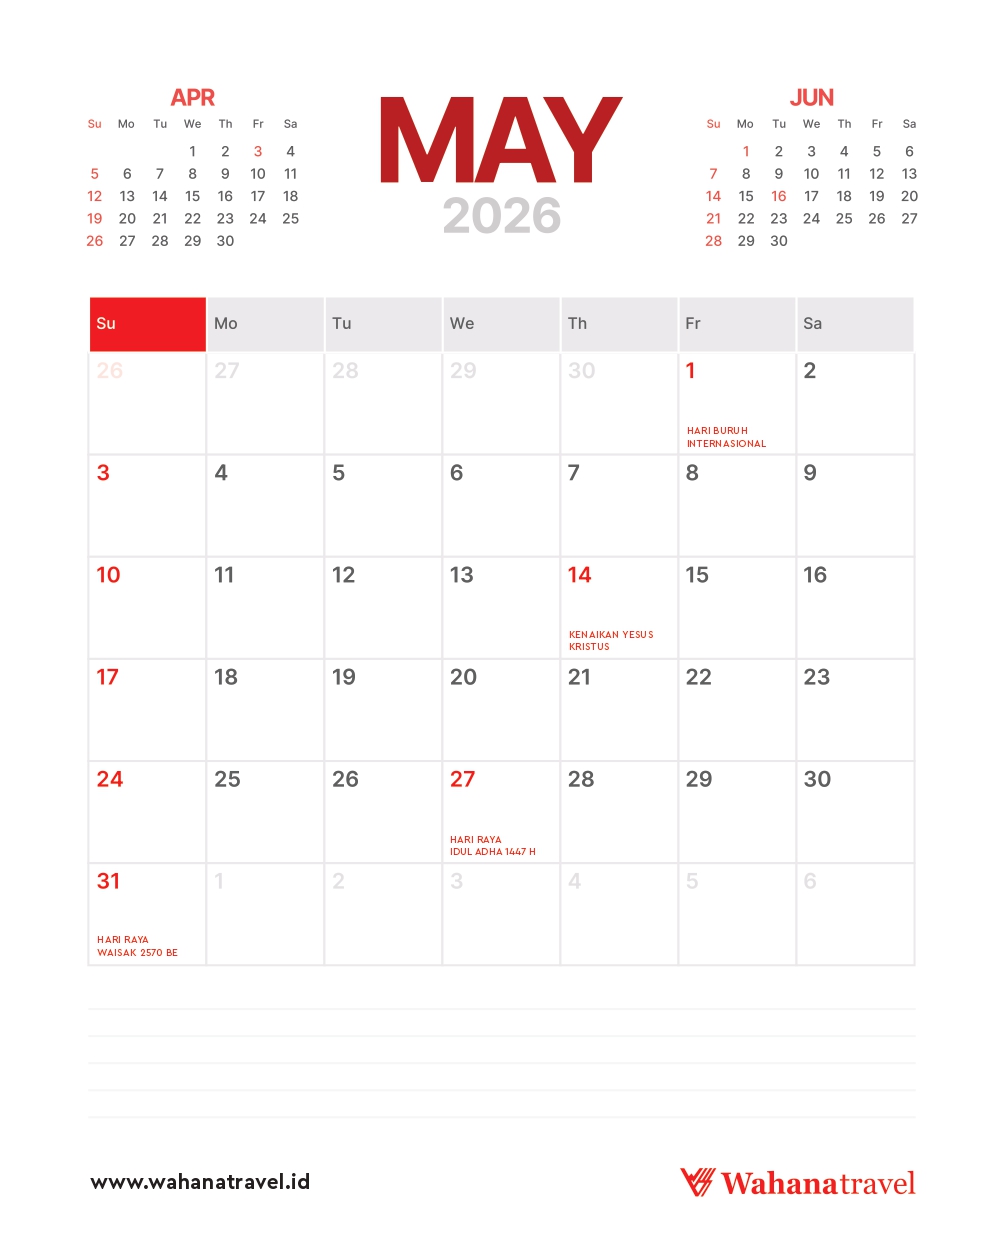 APR
Su Mo Tu We Th Fr Sa
1 2 3 4
5 6 7 8 9 10 11
12 13 14 15 16 17 18
19 20 21 22 23 24 25
26 27 28 29 30
MAY
2026
JUN
Su Mo Tu We Th Fr Sa
1 2 3 4 5 6
7 8 9 10 11 12 13
14 15 16 17 18 19 20
21 22 23 24 25 26 27
28 29 30
Su Mo Tu We Th Fr Sa
26 27 28 29 30 1 2
HARI BURUH
INTERNASIONAL
3 4 5 6 7 8 9
10 11 12 13 14 15 16
KENAIKAN YESUS
KRISTUS
17 18 19 20 21 22 23
24 25 26 27 28 29 30
HARI RAYA
IDUL ADHA 1447 H
31 1 2 3 4 5 6
HARI RAYA
WAISAK 2570 BE
www.wahanatravel.id
Wahanatravel